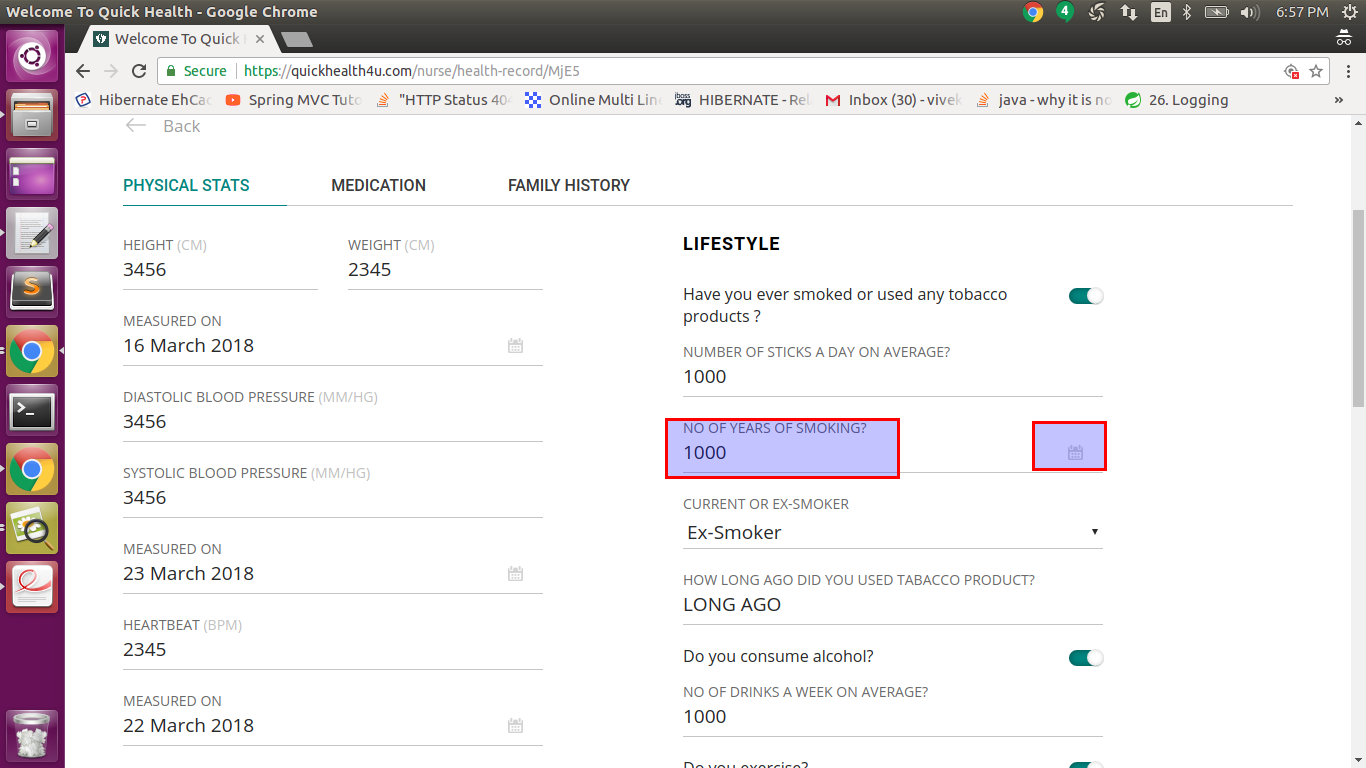 Welcome To Quick Health - Google Chrome
4
En
6:57 PM
Welcome To Quick
Secure
https://quickhealth4u.com/nurse/health-record/MjE5
Hibernate EhCac
Spring MVC Tuto
"HTTP Status 404
Online Multi Line
jboss.org
HIBERNATE - Rel
Inbox (30) - vivek
java - why it is no
26. Logging
»
Back
PHYSICAL STATS
MEDICATION
FAMILY HISTORY
HEIGHT (CM)
3456
WEIGHT (CM)
2345
MEASURED ON
16 March 2018
DIASTOLIC BLOOD PRESSURE (MM/HG)
3456
SYSTOLIC BLOOD PRESSURE (MM/HG)
3456
MEASURED ON
23 March 2018
HEARTBEAT (BPM)
2345
MEASURED ON
22 March 2018
LIFESTYLE
Have you ever smoked or used any tobacco
products ?
NUMBER OF STICKS A DAY ON AVERAGE?
1000
NO OF YEARS OF SMOKING?
1000
CURRENT OR EX-SMOKER
Ex-Smoker
HOW LONG AGO DID YOU USED TABACCO PRODUCT?
LONG AGO
Do you consume alcohol?
NO OF DRINKS A WEEK ON AVERAGE?
1000
Do you exercise?